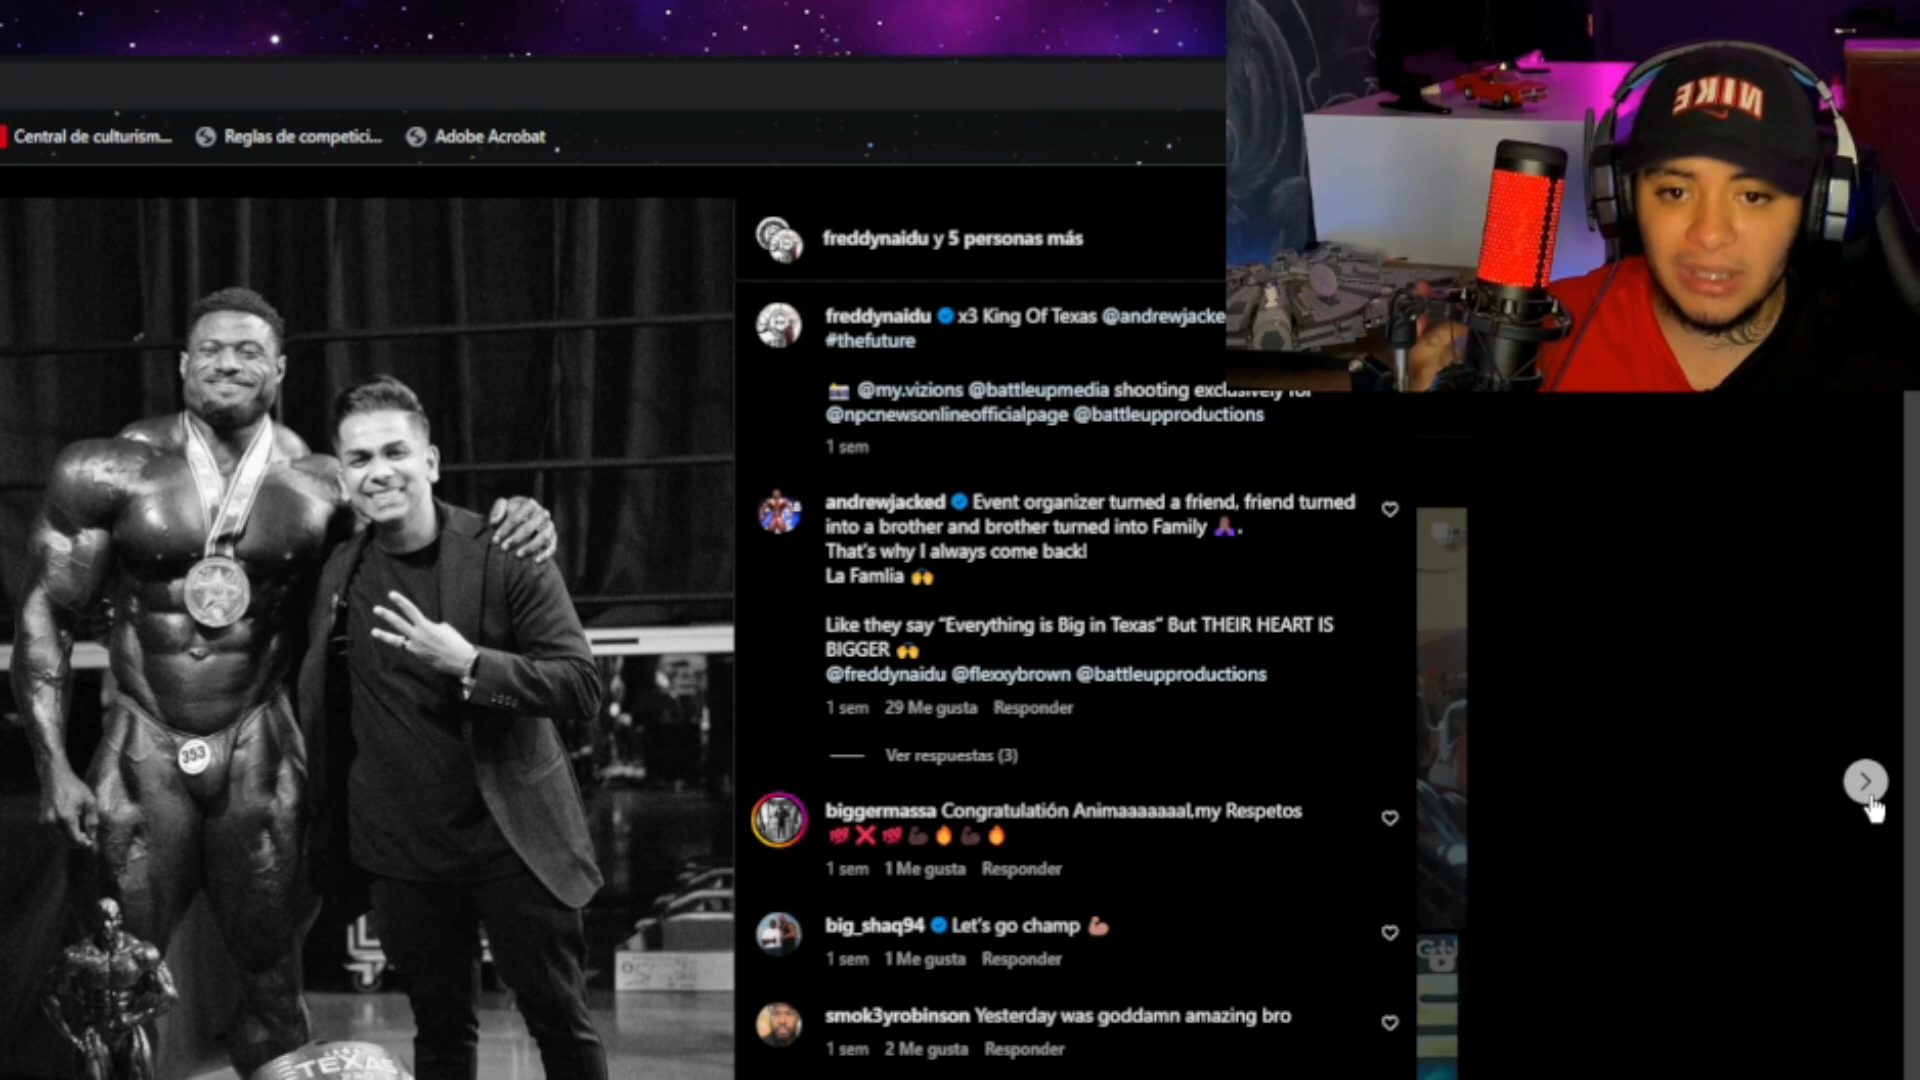 Central de culturism...
Reglas de competici...
Adobe Acrobat
NIKE
freddynaidu y 5 personas más
freddynaidu x3 King Of Texas @andrewjacke
#thefuture
@my.vizions @battleupmedia shooting exclusively for
@npcnewsonlineofficialpage @battleupproductions
1 sem
andrewjacked Event organizer turned a friend, friend turned
into a brother and brother turned into Family 🙏🏾.
That's why I always come back!
La Famlia 🙌
Like they say "Everything is Big in Texas" But THEIR HEART IS
BIGGER 🙌
@freddynaidu @flexxybrown @battleupproductions
1 sem 29 Me gusta Responder
Ver respuestas (3)
biggermassa Congratulatión Animaaaaaaal,my Respetos
💯❌💯💪🏿🔥💪🏿🔥
1 sem 1 Me gusta Responder
big_shaq94 Let's go champ 💪🏼
1 sem 1 Me gusta Responder
smok3yrobinson Yesterday was goddamn amazing bro
1 sem 2 Me gusta Responder
353
TEXAS